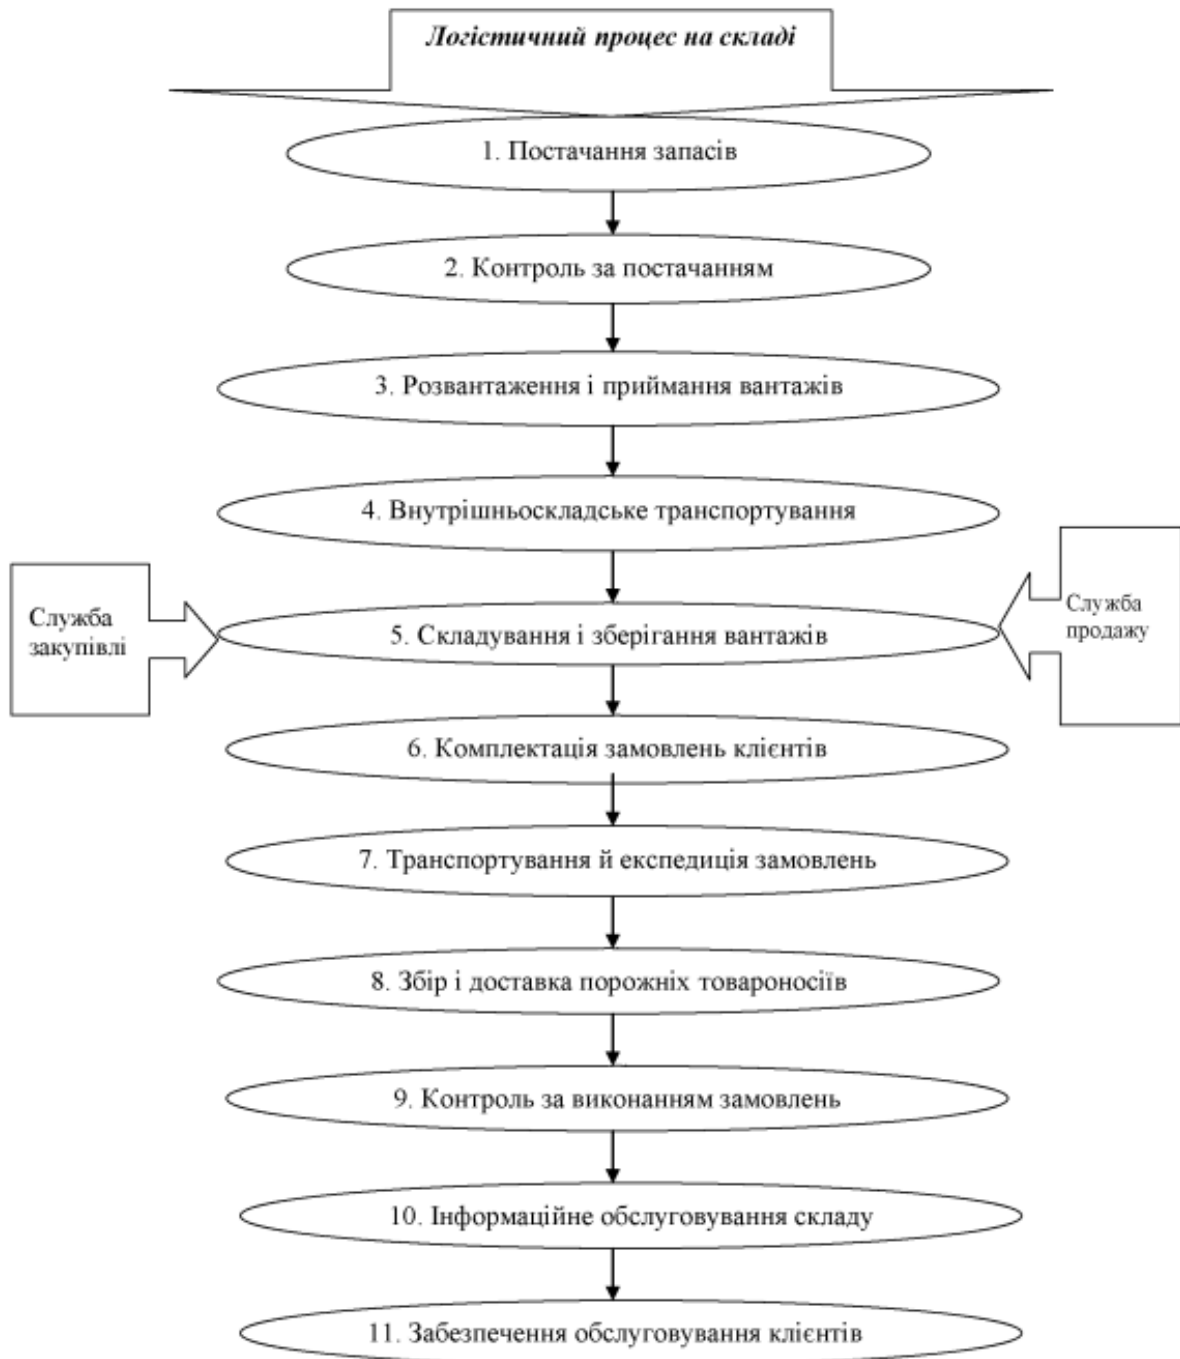 Логістичний процес на складі
1. Постачання запасів
2. Контроль за постачанням
3. Розвантаження і приймання вантажів
4. Внутрішньоскладське транспортування
Служба
закупівлі
5. Складування і зберігання вантажів
Служба
продажу
6. Комплектація замовлень клієнтів
7. Транспортування й експедиція замовлень
8. Збір і доставка порожніх товароносіїв
9. Контроль за виконанням замовлень
10. Інформаційне обслуговування складу
11. Забезпечення обслуговування клієнтів